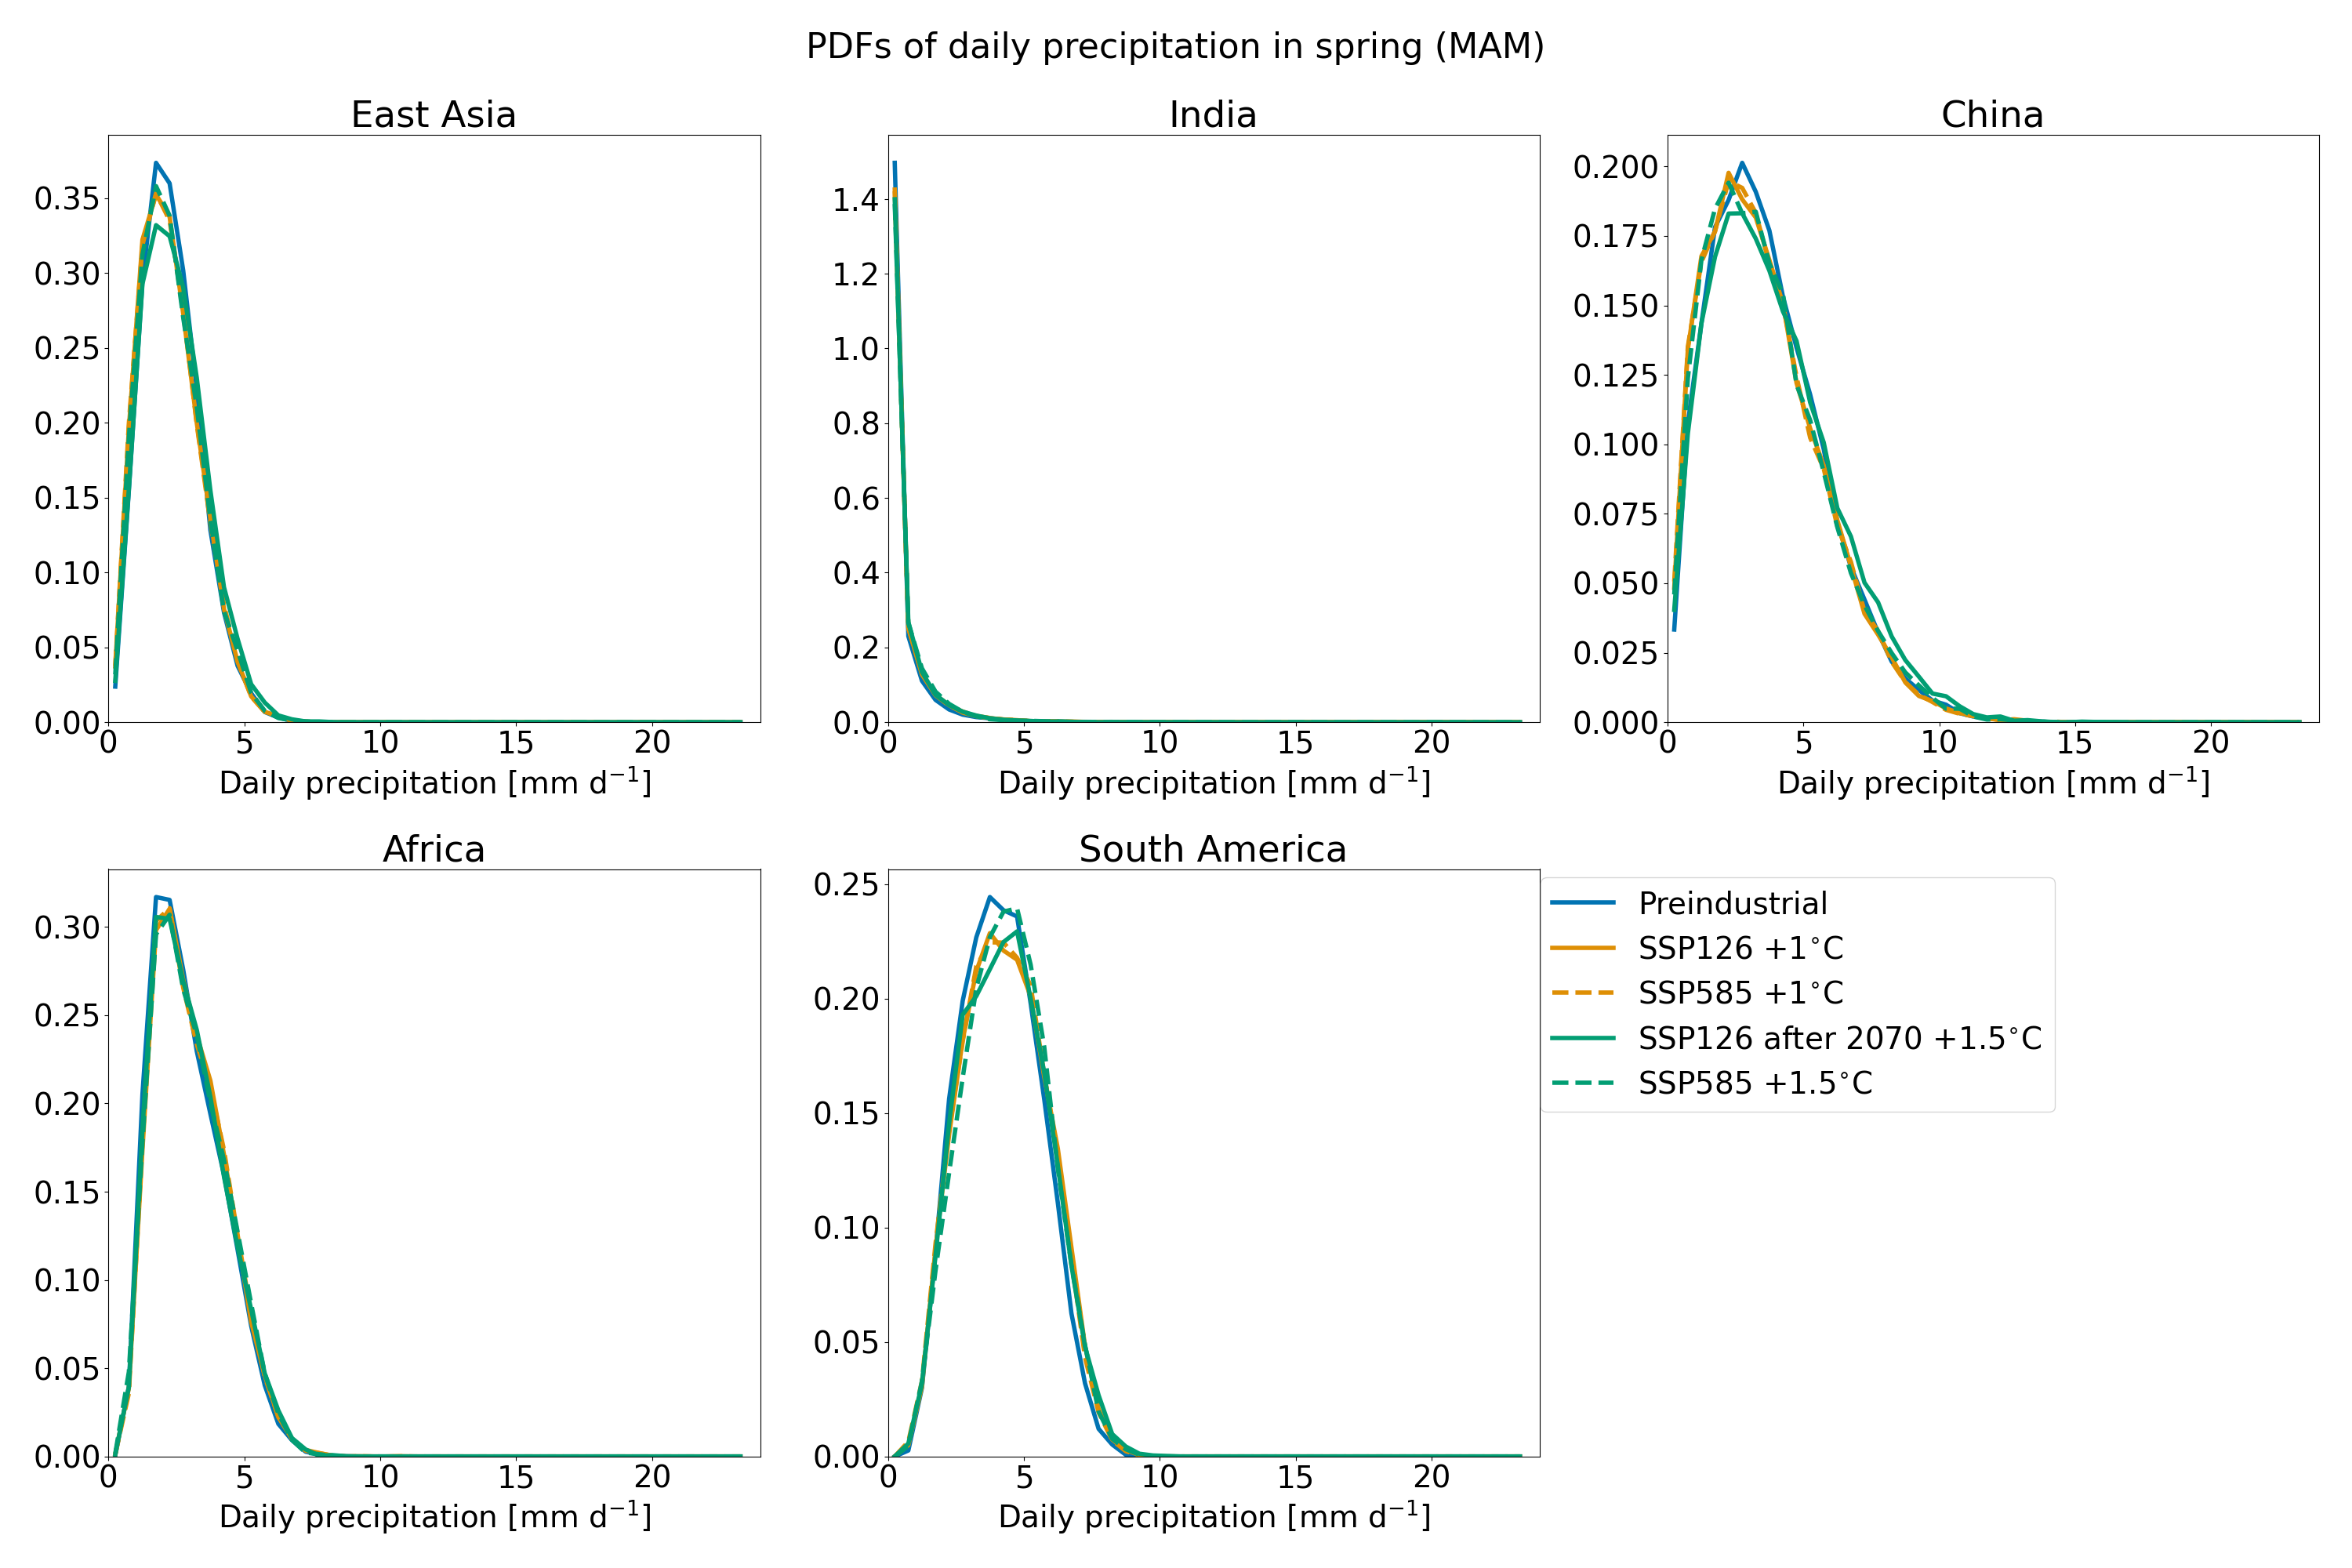 PDFs of daily precipitation in spring (MAM)
East Asia
0.35
0.30
0.25
0.20
0.15
0.10
0.05
0.00
0 5 10 15 20
Daily precipitation [mm d⁻¹]
India
1.4
1.2
1.0
0.8
0.6
0.4
0.2
0.0
0 5 10 15 20
Daily precipitation [mm d⁻¹]
China
0.200
0.175
0.150
0.125
0.100
0.075
0.050
0.025
0.000
0 5 10 15 20
Daily precipitation [mm d⁻¹]
Africa
0.30
0.25
0.20
0.15
0.10
0.05
0.00
0 5 10 15 20
Daily precipitation [mm d⁻¹]
South America
0.25
0.20
0.15
0.10
0.05
0.00
0 5 10 15 20
Daily precipitation [mm d⁻¹]
Preindustrial
SSP126 +1°C
SSP585 +1°C
SSP126 after 2070 +1.5°C
SSP585 +1.5°C